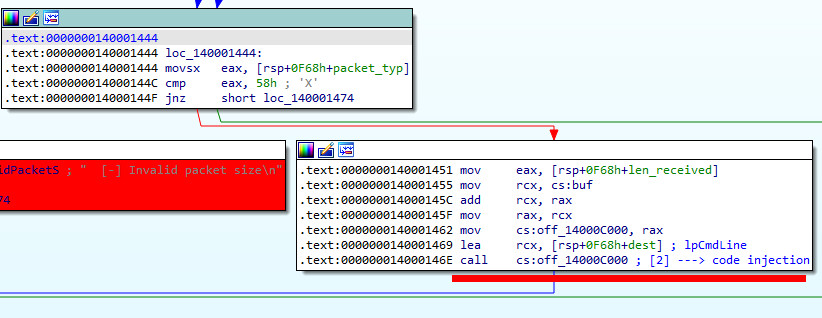 .text:0000000140001444
.text:0000000140001444 loc_140001444:
.text:0000000140001444 movsx   eax, [rsp+0F68h+packet_typ]
.text:000000014000144C cmp     eax, 58h ; 'X'
.text:000000014000144F jnz     short loc_140001474
idPacketS ; "  [-] Invalid packet size\n"
74
.text:0000000140001451 mov     eax, [rsp+0F68h+len_received]
.text:0000000140001455 mov     rcx, cs:buf
.text:000000014000145C add     rcx, rax
.text:000000014000145F mov     rax, rcx
.text:0000000140001462 mov     cs:off_14000C000, rax
.text:0000000140001469 lea     rcx, [rsp+0F68h+dest] ; lpCmdLine
.text:000000014000146E call    cs:off_14000C000 ; [2] ---> code injection